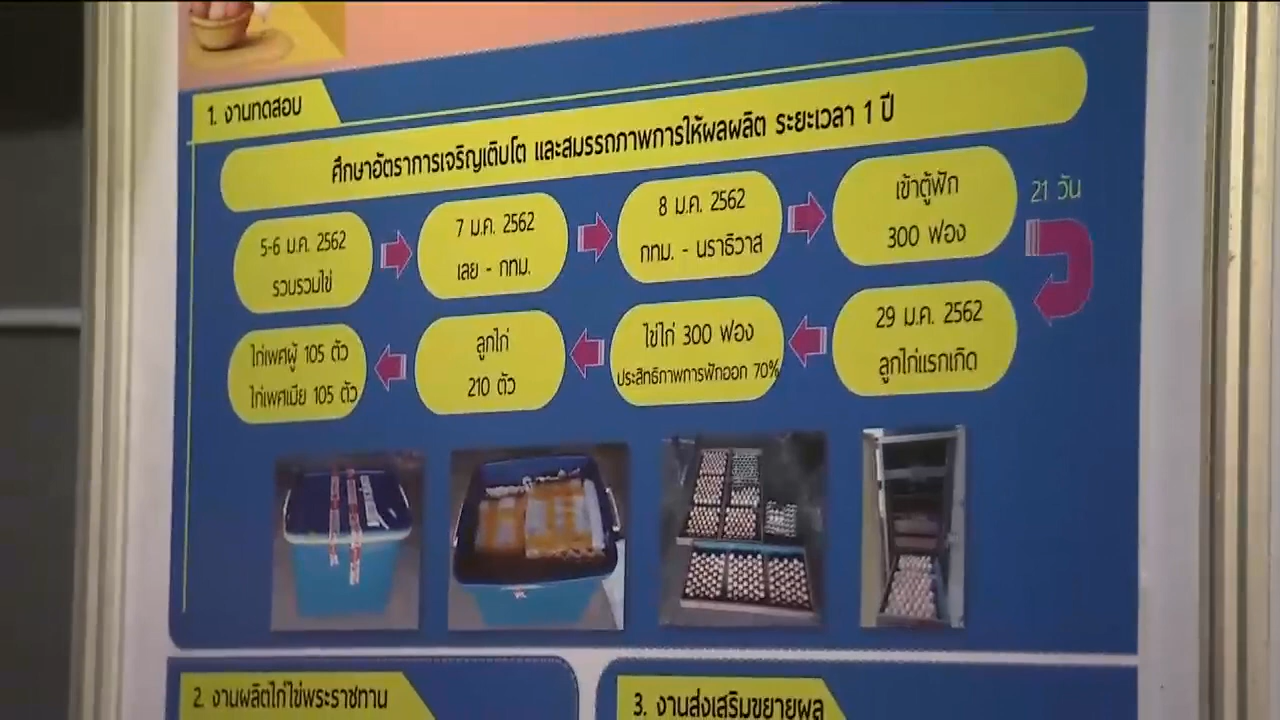 1. งานทดสอบ
ศึกษาอัตราการเจริญเติบโต และสมรรถภาพการให้ผลผลิต ระยะเวลา 1 ปี
5-6 ม.ค. 2562
รวบรวมไข่
7 ม.ค. 2562
เลย - กทม.
8 ม.ค. 2562
กทม. - นราธิวาส
เข้าตู้ฟัก
300 ฟอง
21 วัน
29 ม.ค. 2562
ลูกไก่แรกเกิด
ไข่ไก่ 300 ฟอง
ประสิทธิภาพการฟักออก 70%
ลูกไก่
210 ตัว
ไก่เพศผู้ 105 ตัว
ไก่เพศเมีย 105 ตัว
2. งานผลิตไก่ไข่พระราชทาน
3. งานส่งเสริมขยายผล